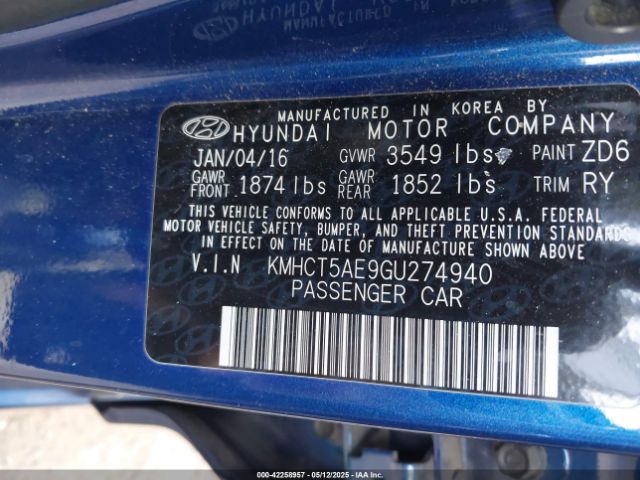 HYUNDAI
MANUFACTURED IN KOREA BY
HYUNDAI MOTOR COMPANY
JAN/04/16 GVWR 3549 lbs PAINT ZD6
GAWR FRONT 1874 lbs GAWR REAR 1852 lbs TRIM RY
THIS VEHICLE CONFORMS TO ALL APPLICABLE U.S.A. FEDERAL
MOTOR VEHICLE SAFETY, BUMPER, AND THEFT PREVENTION STANDARDS
IN EFFECT ON THE DATE OF MANUFACTURE SHOWN ABOVE
V.I.N KMHCT5AE9GU274940
PASSENGER CAR
000-42258957 - 05/12/2025 - IAAI.COM